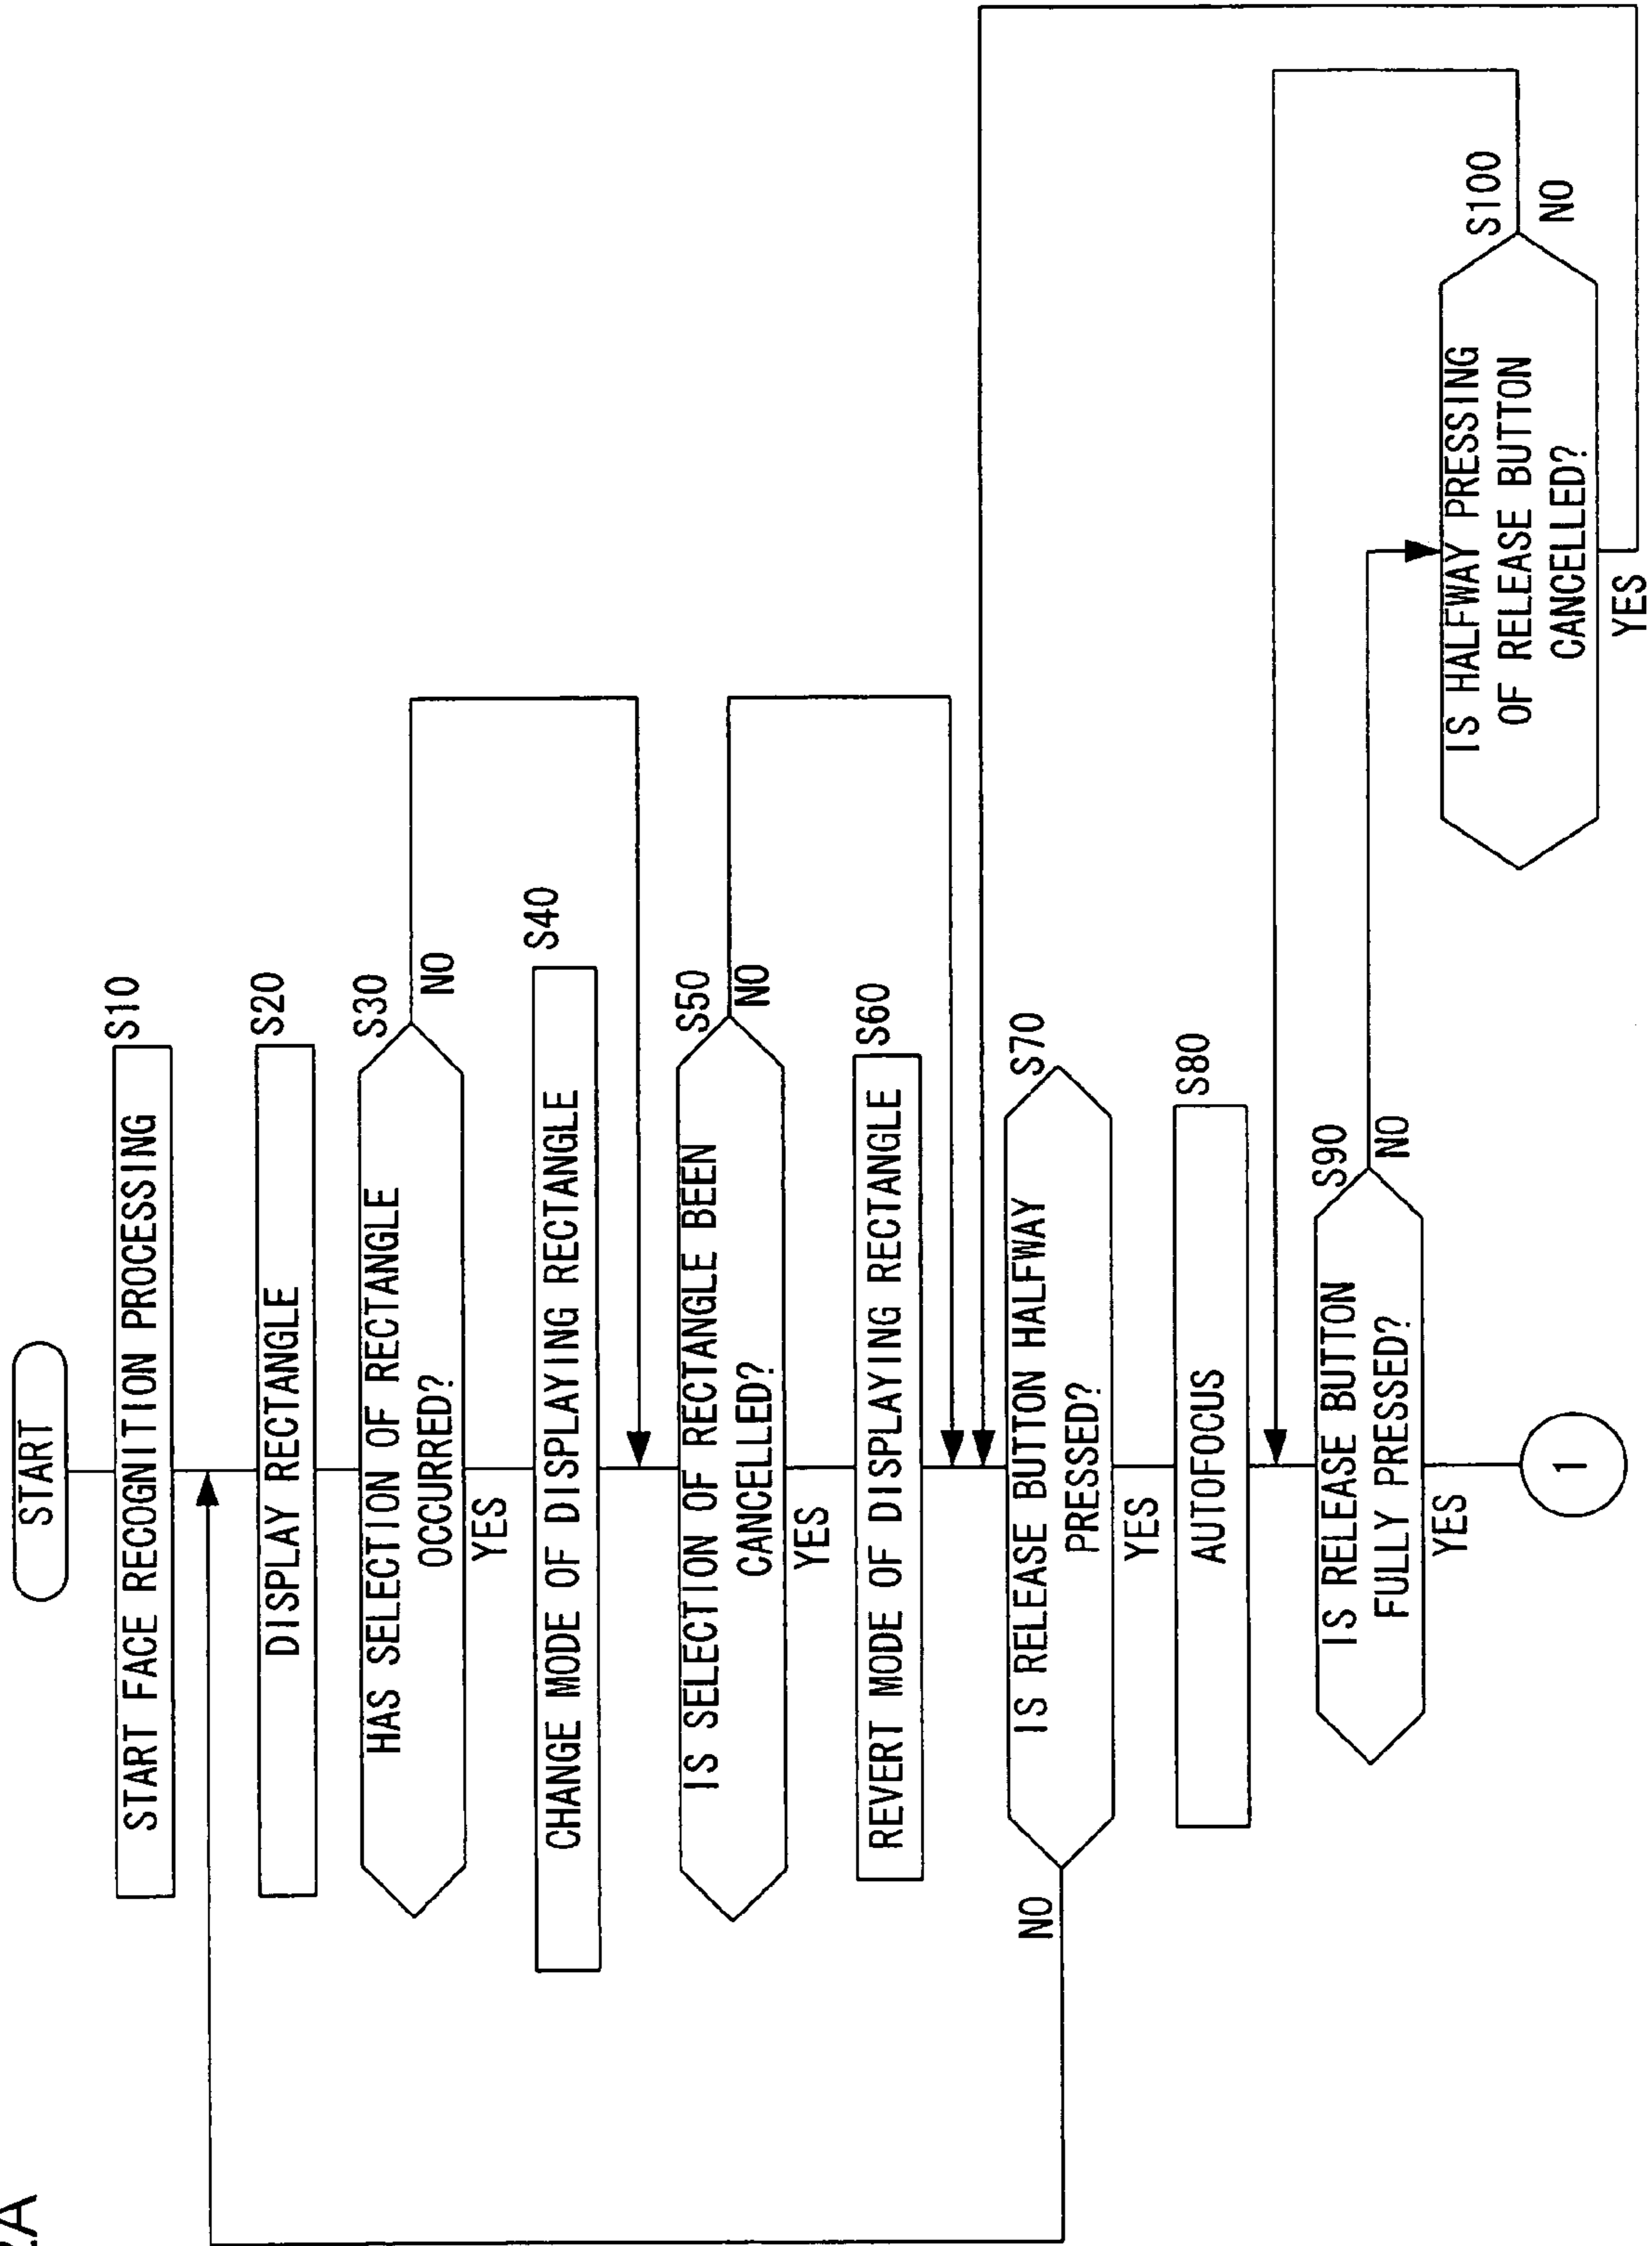 2A
START
START FACE RECOGNITION PROCESSING
S10
DISPLAY RECTANGLE
S20
HAS SELECTION OF RECTANGLE
OCCURRED?
S30
NO
YES
CHANGE MODE OF DISPLAYING RECTANGLE
S40
IS SELECTION OF RECTANGLE BEEN
CANCELLED?
S50
NO
YES
REVERT MODE OF DISPLAYING RECTANGLE
S60
IS RELEASE BUTTON HALFWAY
PRESSED?
S70
NO
YES
AUTOFOCUS
S80
IS RELEASE BUTTON
FULLY PRESSED?
S90
NO
YES
IS HALFWAY PRESSING
OF RELEASE BUTTON
CANCELLED?
S100
NO
YES
1